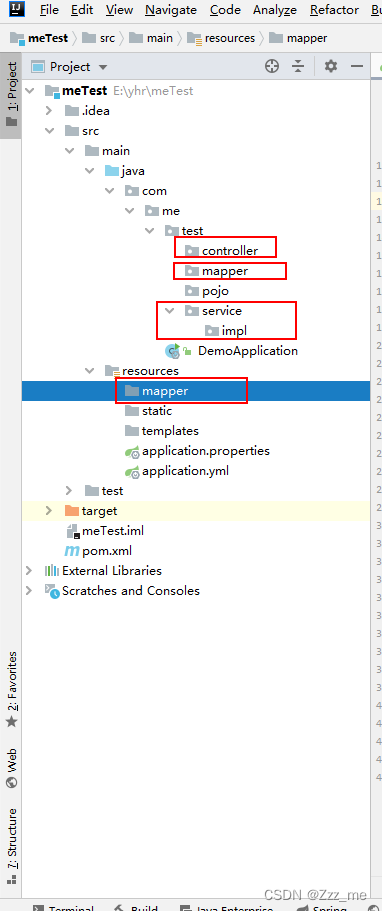 File Edit View Navigate Code Analyze Refactor
meTest src main resources mapper
1: Project
Project
meTest E:\yhr\meTest
.idea
src
main
java
com
me
test
controller
mapper
pojo
service
impl
DemoApplication
resources
mapper
static
templates
application.properties
application.yml
test
target
meTest.iml
pom.xml
External Libraries
Scratches and Consoles
2: Favorites
Web
7: Structure
CSDN @Zzz_me
Terminal Build Java Enterprise Spring